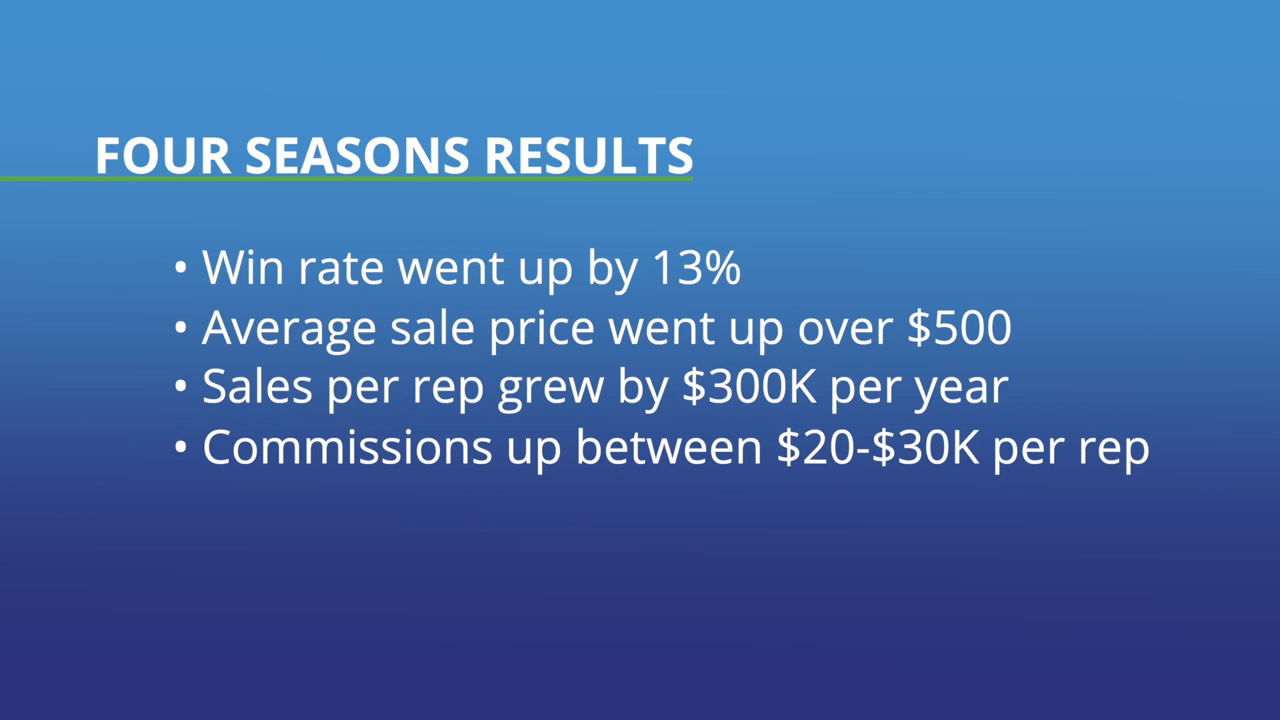 FOUR SEASONS RESULTS
• Win rate went up by 13%
• Average sale price went up over $500
• Sales per rep grew by $300K per year
• Commissions up between $20-$30K per rep